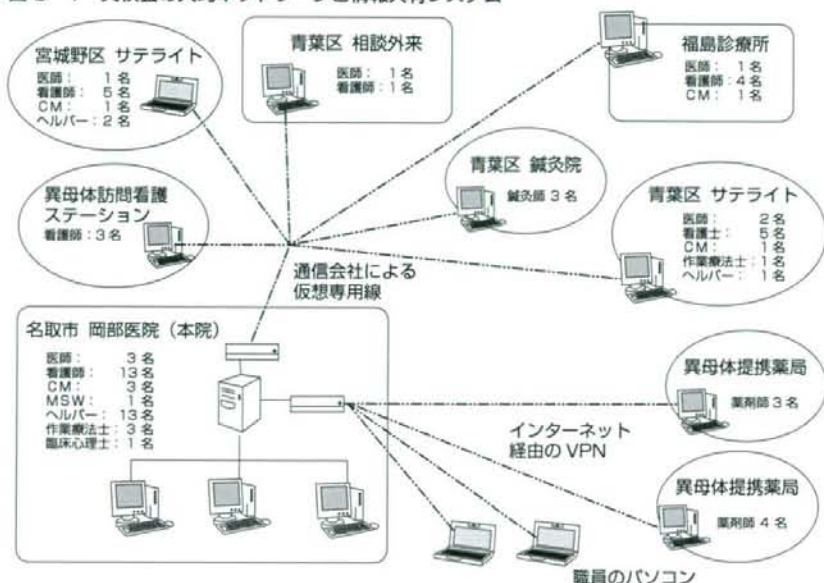 宮城野区 サテライト
医師： 1名
看護師： 5名
CM： 1名
ヘルパー：2名
青葉区 相談外来
医師： 1名
看護師：1名
福島診療所
医師： 1名
看護師：4名
CM： 1名
異母体訪問看護
ステーション
看護師：3名
青葉区 鍼灸院
鍼灸師 3名
青葉区 サテライト
医師： 2名
看護士： 5名
CM： 1名
作業療法士：1名
ヘルパー： 1名
通信会社による
仮想専用線
名取市 岡部医院（本院）
医師： 3名
看護師： 13名
CM： 3名
MSW： 1名
ヘルパー： 13名
作業療法士：3名
臨床心理士：1名
異母体提携薬局
薬剤師 3名
インターネット
経由の VPN
異母体提携薬局
薬剤師 4名
職員のパソコン